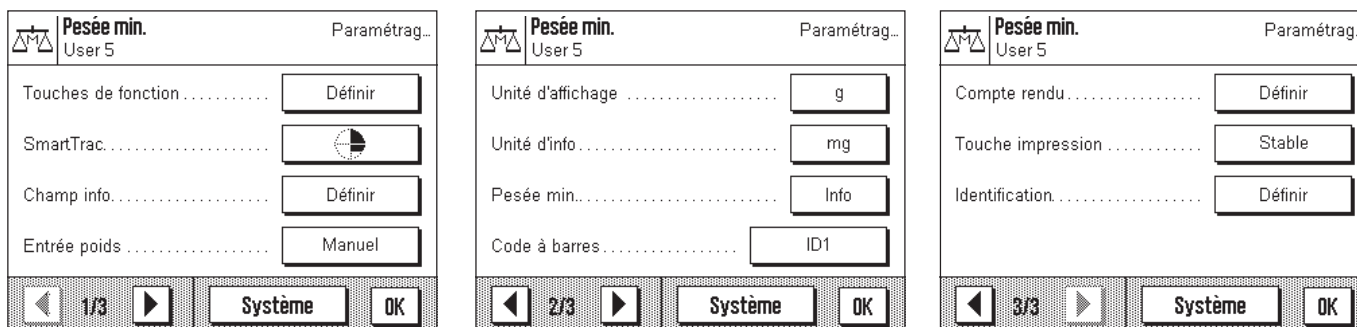 Pesée min.
User 5
Paramétrag...
Touches de fonction ........... Définir
SmartTrac...................
Champ info.................. Définir
Entrée poids .................. Manuel
1/3
Système
OK
Pesée min.
User 5
Paramétrag...
Unité d'affichage ................... g
Unité d'info......................... mg
Pesée min......................... Info
Code à barres................. ID1
2/3
Système
OK
Pesée min.
User 5
Paramétrag.
Compte rendu................. Définir
Touche impression ............ Stable
Identification................... Définir
3/3
Système
OK